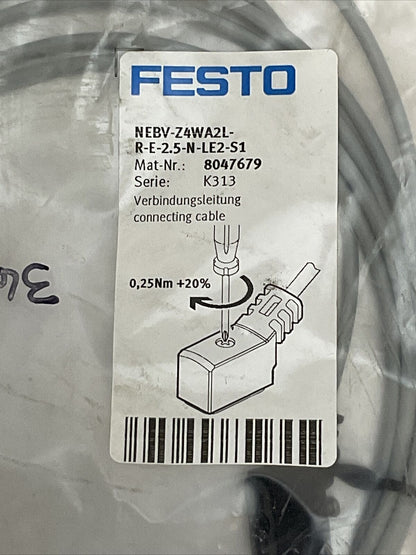 FESTO
NEBV-Z4WA2L-
R-E-2.5-N-LE2-S1
Mat-Nr.: 8047679
Serie: K313
Verbindungsleitung
connecting cable
0,25Nm +20%